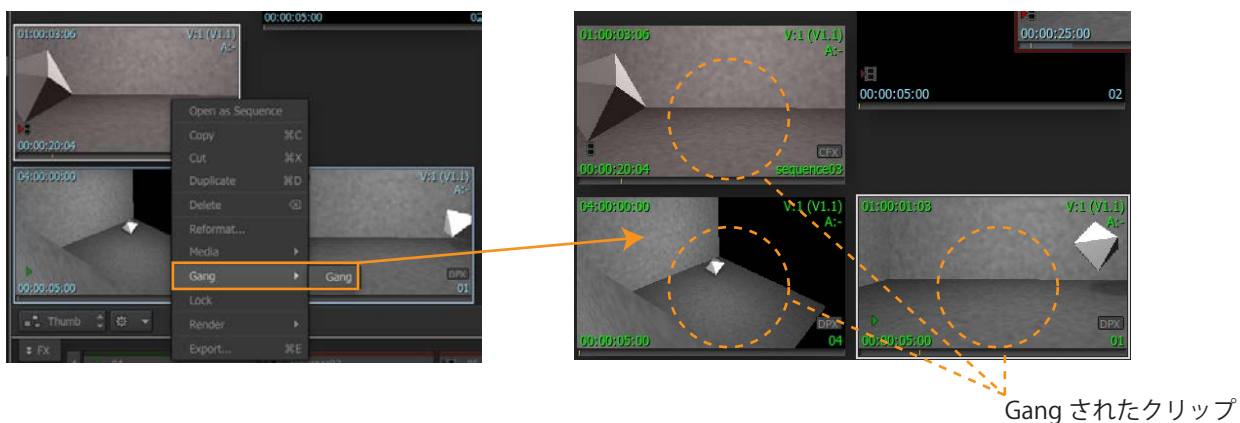 00:00:05:00
01:00:03:06
V:1 (V1.1)
A:-
00:00:20:04
04:00:00:00
V:1 (V1.1)
A:-
00:00:05:00
DPX
01
Open as Sequence
Copy ⌘C
Cut ⌘X
Duplicate ⌘D
Delete ⌫
Reformat...
Media
Gang
Gang
Lock
Render
Export... ⌘E
Thumb
FX
01:00:03:06
V:1 (V1.1)
A:-
CFX
00:00:20:04
sequence03
00:00:25:00
00:00:05:00
02
04:00:00:00
V:1 (V1.1)
A:-
DPX
00:00:05:00
04
01:00:01:03
V:1 (V1.1)
A:-
DPX
00:00:05:00
01
Gang されたクリップ